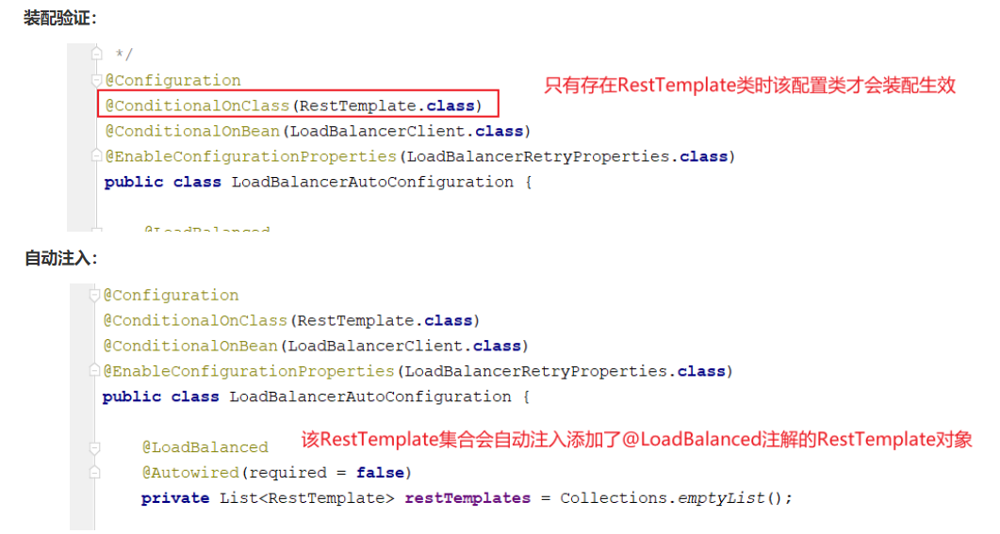 装配验证：
*/
@Configuration
@ConditionalOnClass(RestTemplate.class)
只有存在RestTemplate类时该配置类才会装配生效
@ConditionalOnBean(LoadBalancerClient.class)
@EnableConfigurationProperties(LoadBalancerRetryProperties.class)
public class LoadBalancerAutoConfiguration {
@LoadBalanced
自动注入：
@Configuration
@ConditionalOnClass(RestTemplate.class)
@ConditionalOnBean(LoadBalancerClient.class)
@EnableConfigurationProperties(LoadBalancerRetryProperties.class)
public class LoadBalancerAutoConfiguration {
该RestTemplate集合会自动注入添加了@LoadBalanced注解的RestTemplate对象
@LoadBalanced
@Autowired(required = false)
private List<RestTemplate> restTemplates = Collections.emptyList();